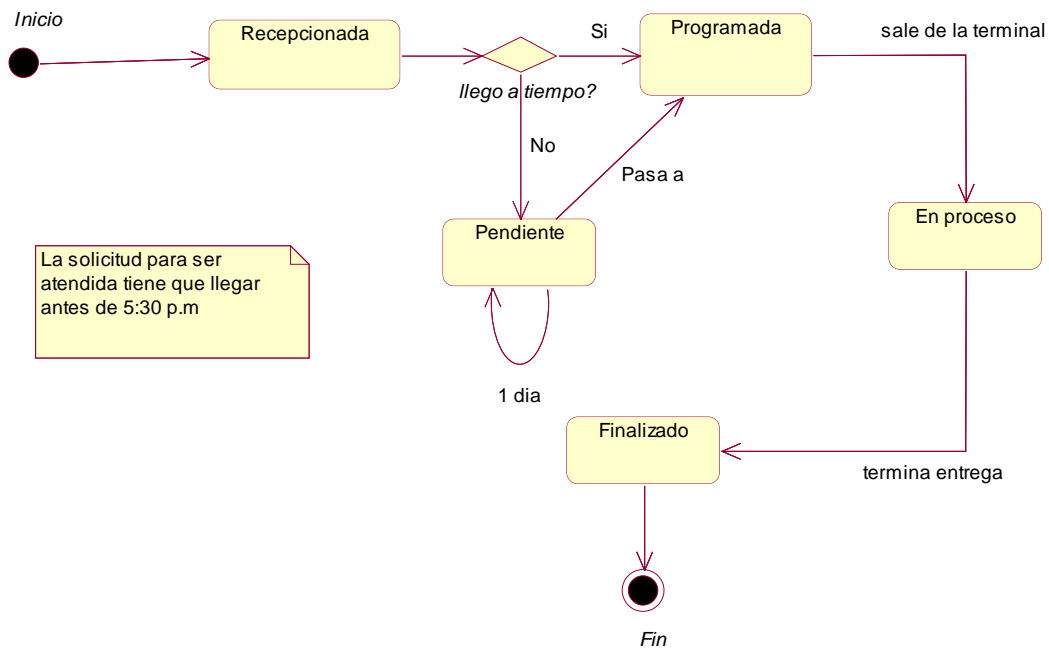 Inicio
Recepcionada
Si
Programada
sale de la terminal
llego a tiempo?
No
Pasa a
Pendiente
En proceso
La solicitud para ser
atendida tiene que llegar
antes de 5:30 p.m
1 dia
Finalizado
termina entrega
Fin